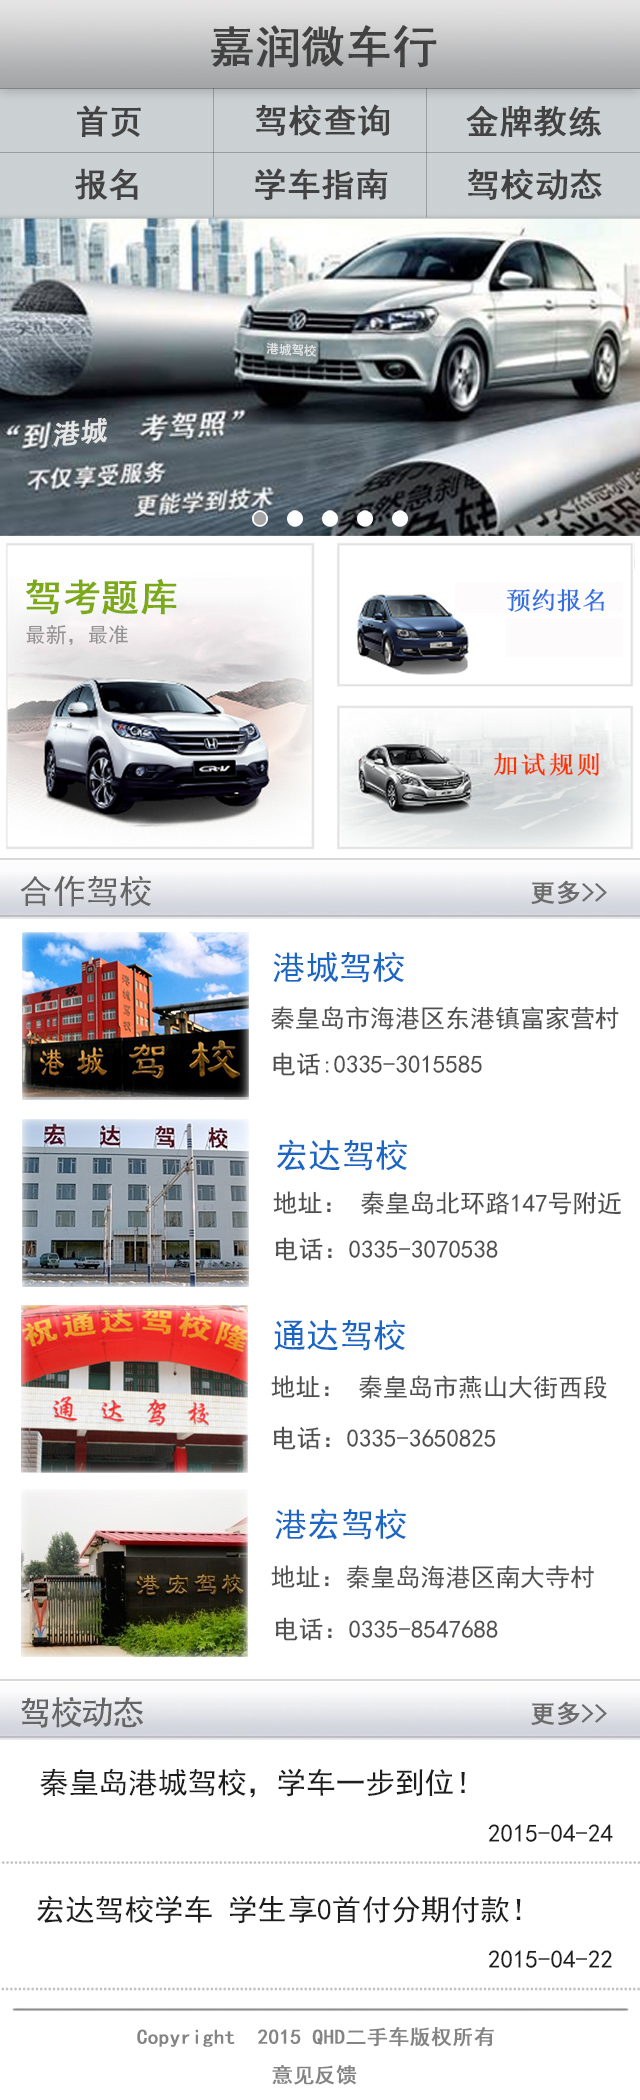 嘉润微车行
首页 驾校查询 金牌教练
报名 学车指南 驾校动态
港城驾校
“到港城 考驾照”
不仅享受服务
更能学到技术
驾考题库
最新，最准
CR-V
预约报名
加试规则
合作驾校 更多>>
港城驾校
驾校
港城驾校
港城驾校
秦皇岛市海港区东港镇富家营村
电话:0335-3015585
宏达驾校
宏达驾校
地址： 秦皇岛北环路147号附近
电话：0335-3070538
祝通达驾校隆
通达驾校
通达驾校
地址： 秦皇岛市燕山大街西段
电话：0335-3650825
港宏驾校
港宏驾校
地址：秦皇岛海港区南大寺村
电话：0335-8547688
驾校动态 更多>>
秦皇岛港城驾校，学车一步到位！
2015-04-24
宏达驾校学车 学生享0首付分期付款！
2015-04-22
Copyright 2015 QHD二手车版权所有
意见反馈